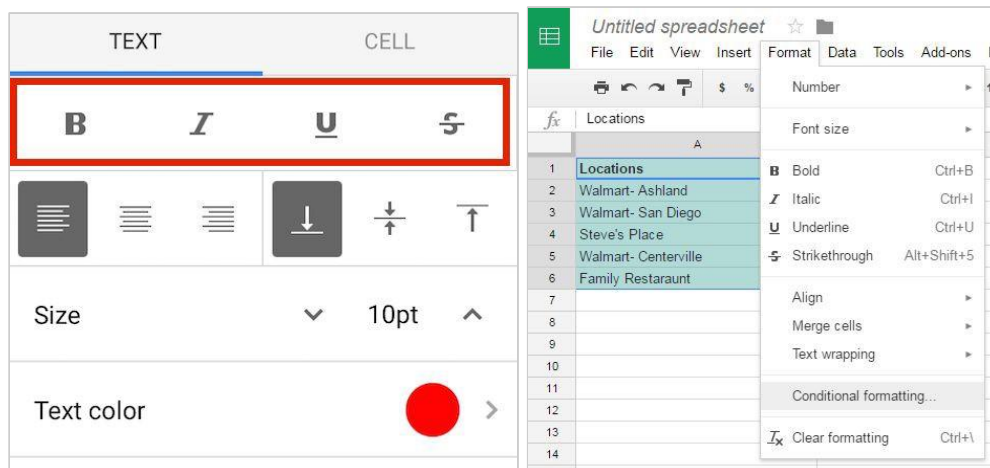 TEXT CELL
B I U S
Size 10pt
Text color
Untitled spreadsheet
File Edit View Insert Format Data Tools Add-ons
$ %
fx Locations
A
1 Locations
2 Walmart- Ashland
3 Walmart- San Diego
4 Steve's Place
5 Walmart- Centerville
6 Family Restaraunt
7
8
9
10
11
12
13
14
Number
Font size
B Bold Ctrl+B
I Italic Ctrl+I
U Underline Ctrl+U
S Strikethrough Alt+Shift+5
Align
Merge cells
Text wrapping
Conditional formatting...
Tx Clear formatting Ctrl+\